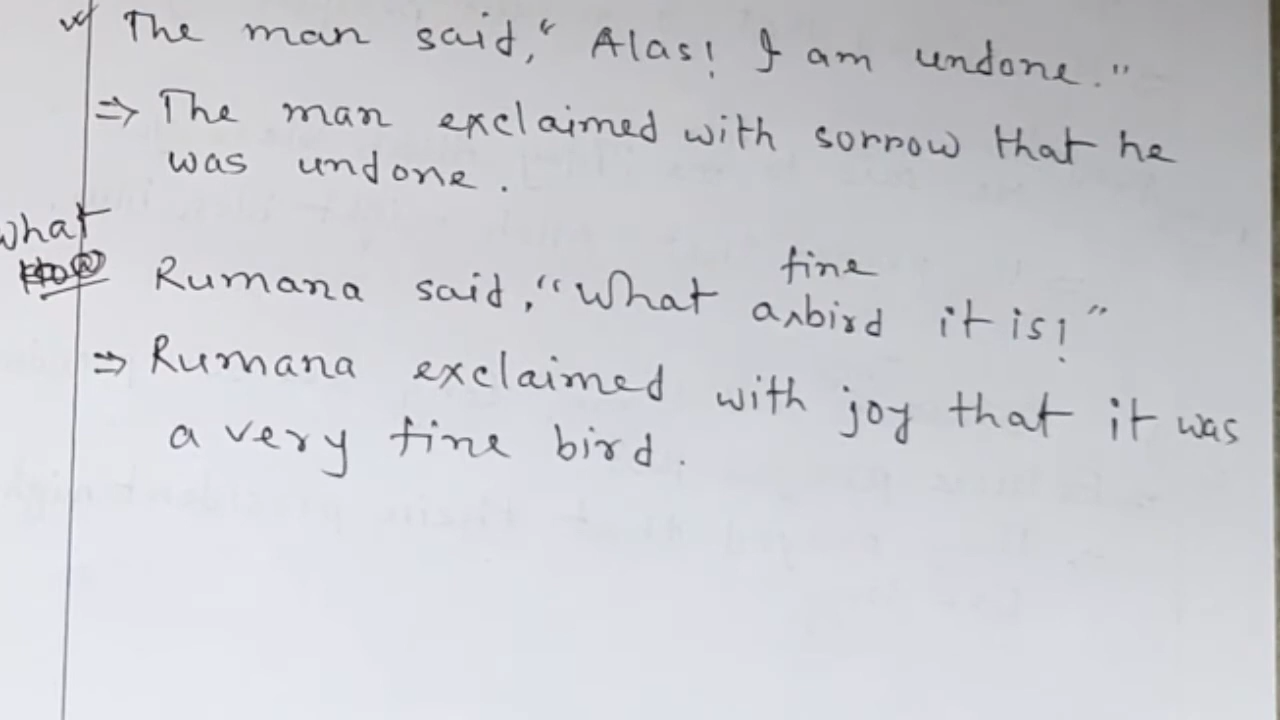 The man said, "Alas! I am undone."
⇒ The man exclaimed with sorrow that he
was undone.
What
Rumana said, "What a fine bird it is!"
⇒ Rumana exclaimed with joy that it was
a very fine bird.